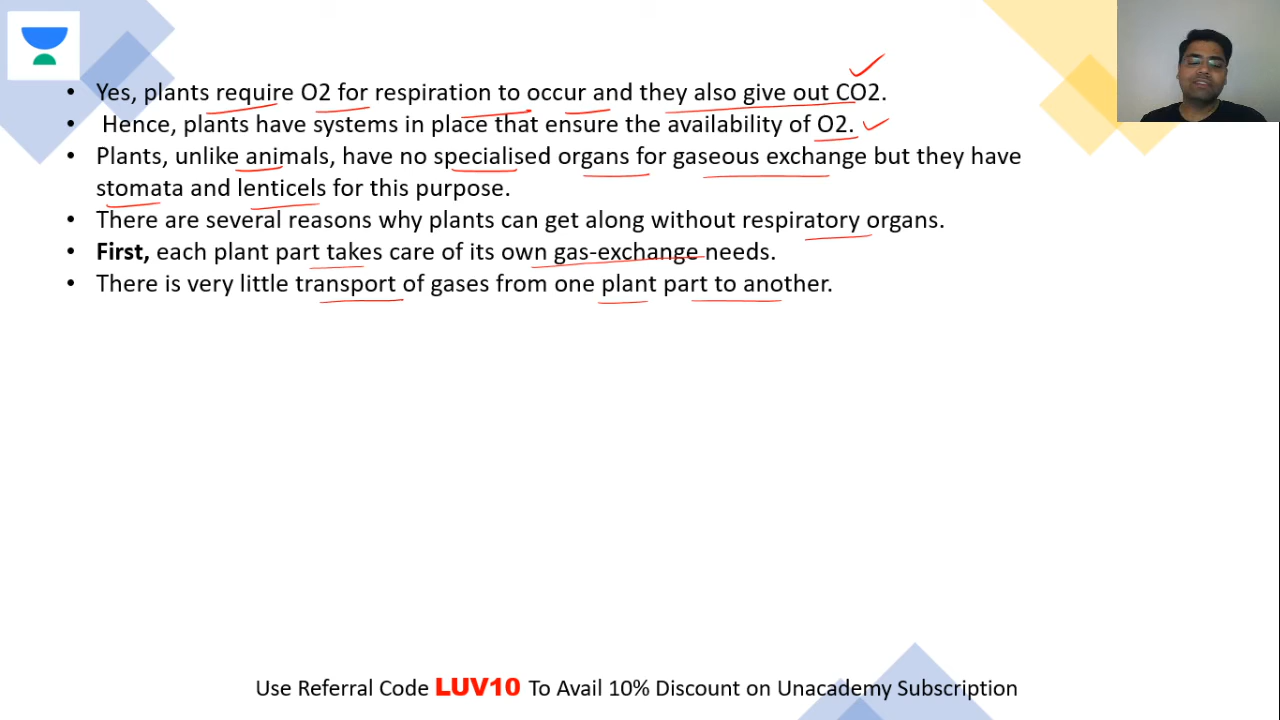 • Yes, plants require O2 for respiration to occur and they also give out CO2.
• Hence, plants have systems in place that ensure the availability of O2.
• Plants, unlike animals, have no specialised organs for gaseous exchange but they have
stomata and lenticels for this purpose.
• There are several reasons why plants can get along without respiratory organs.
• First, each plant part takes care of its own gas-exchange needs.
• There is very little transport of gases from one plant part to another.
Use Referral Code LUV10 To Avail 10% Discount on Unacademy Subscription